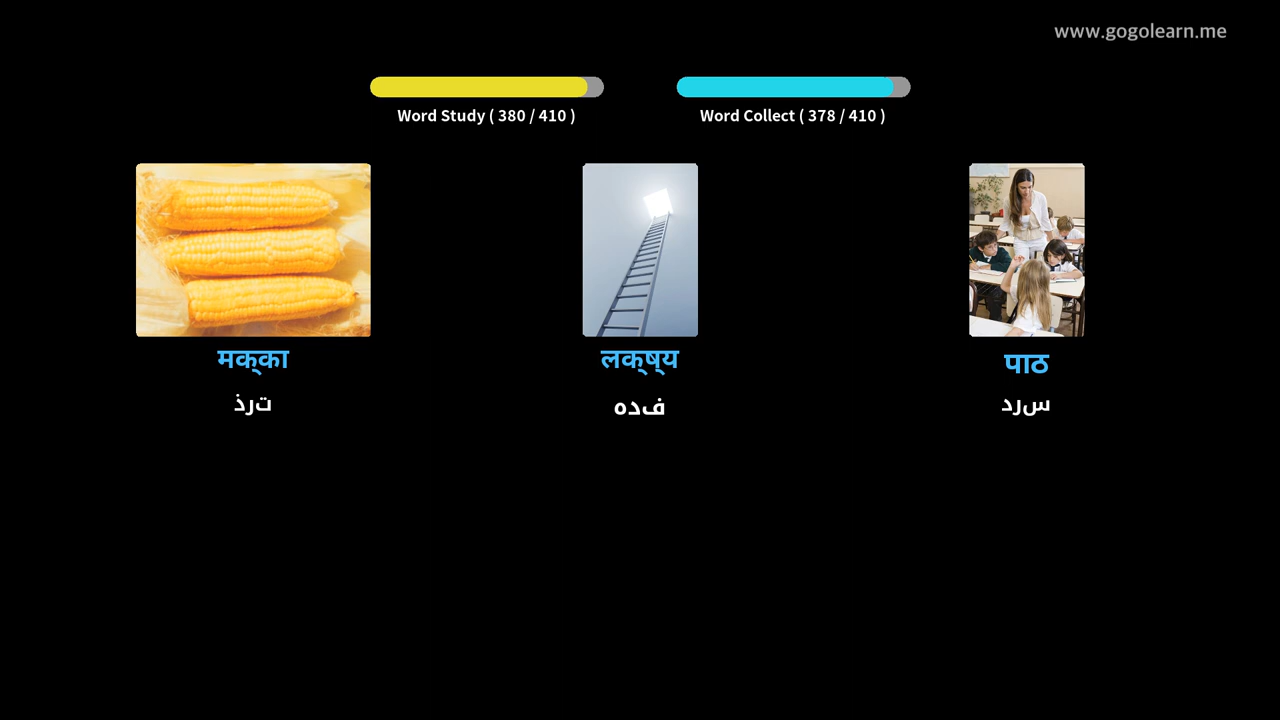 www.gogolearn.me
Word Study ( 380 / 410 )
Word Collect ( 378 / 410 )
मक्‌का
लक्‌ष्‌य
पाठ
ترذ
فده
سرد